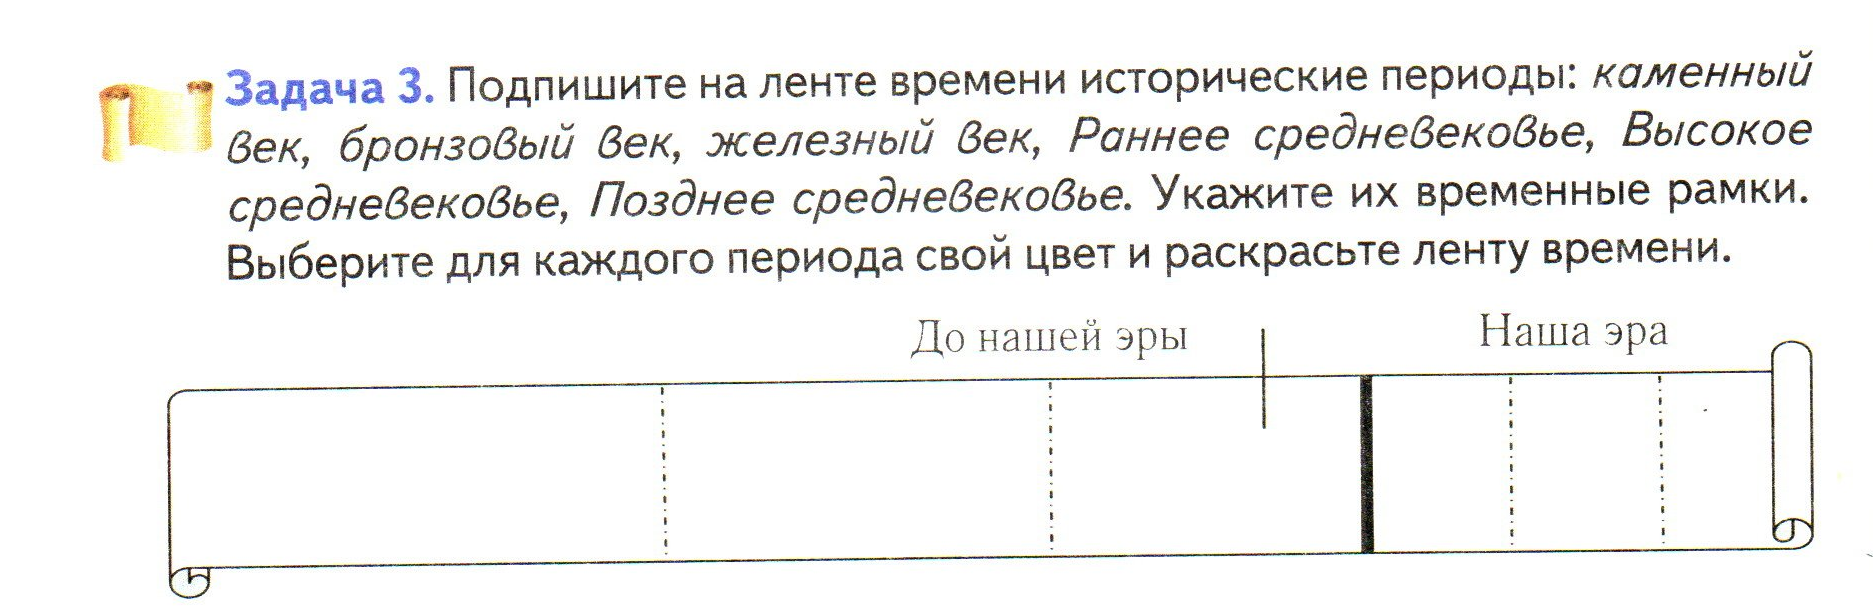 Задача 3. Подпишите на ленте времени исторические периоды: каменный
век, бронзовый век, железный век, Раннее средневековье, Высокое
средневековье, Позднее средневековье. Укажите их временные рамки.
Выберите для каждого периода свой цвет и раскрасьте ленту времени.
До нашей эры Наша эра